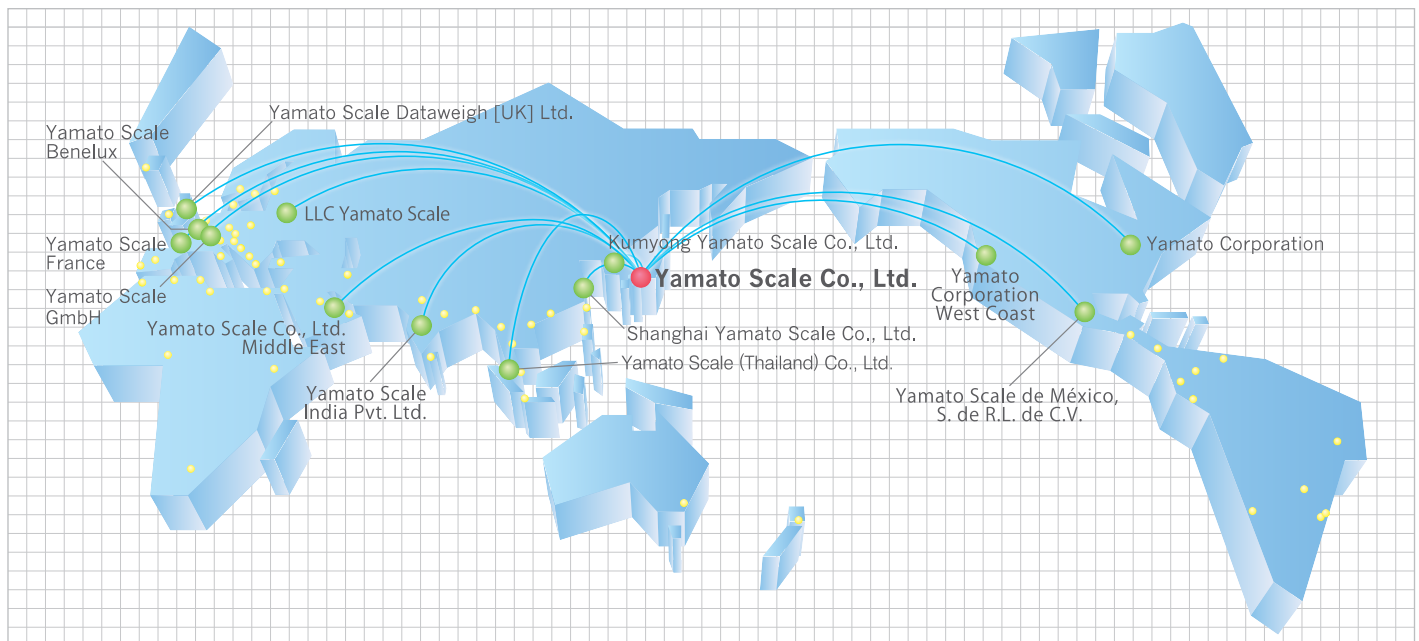 Yamato Scale Dataweigh [UK] Ltd.
Yamato Scale
Benelux
LLC Yamato Scale
Yamato Scale
France
Yamato Scale
GmbH
Yamato Scale Co., Ltd.
Middle East
Yamato Scale
India Pvt. Ltd.
Kumyong Yamato Scale Co., Ltd.
Yamato Scale Co., Ltd.
Shanghai Yamato Scale Co., Ltd.
Yamato Scale (Thailand) Co., Ltd.
Yamato Corporation
Yamato
Corporation
West Coast
Yamato Scale de México,
S. de R.L. de C.V.